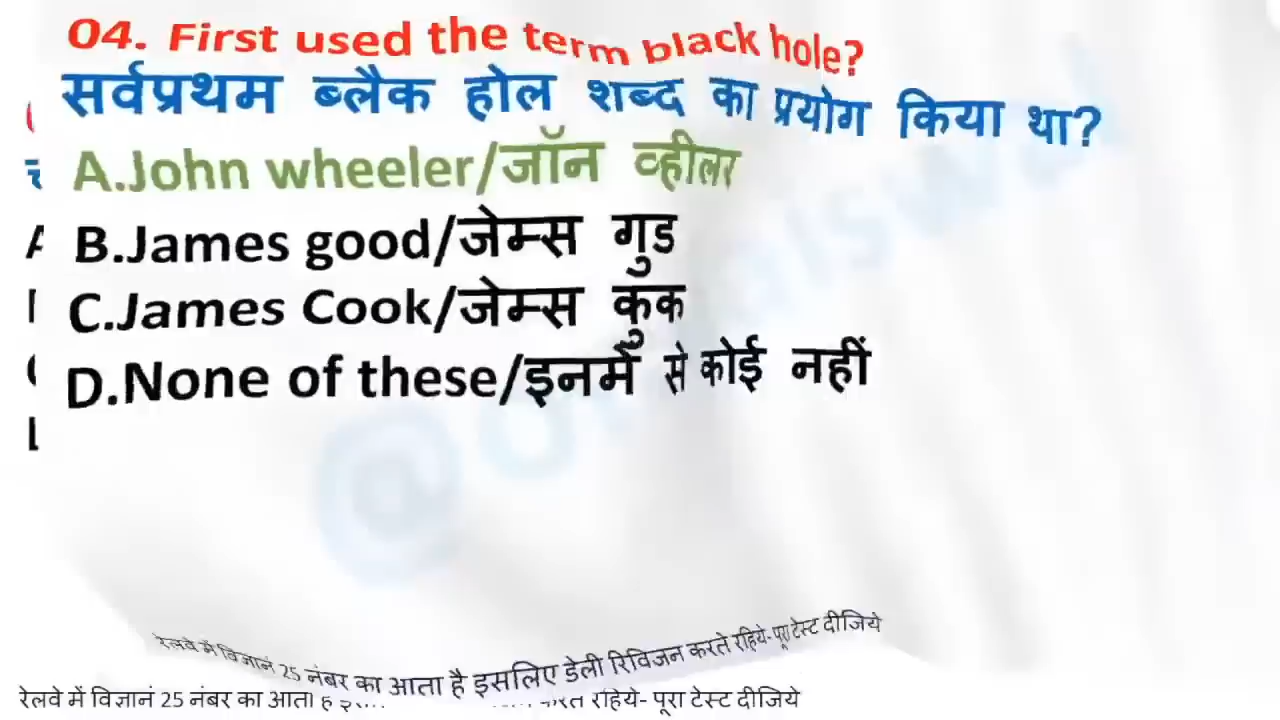 04. First used the term black hole?
सर्वप्रथम ब्लैक होल शब्द का प्रयोग किया था?
A.John wheeler/जॉन व्हीलर
B.James good/जेम्स गुड
C.James Cook/जेम्स कुक
D.None of these/इनमें से कोई नहीं
रेलवे में विज्ञानं 25 नंबर का आता है इसलिए डेली रिविजन करते रहिये- पूरा टेस्ट दीजिये
रेलवे में विज्ञानं 25 नंबर का आता है करते रहिये- पूरा टेस्ट दीजिये